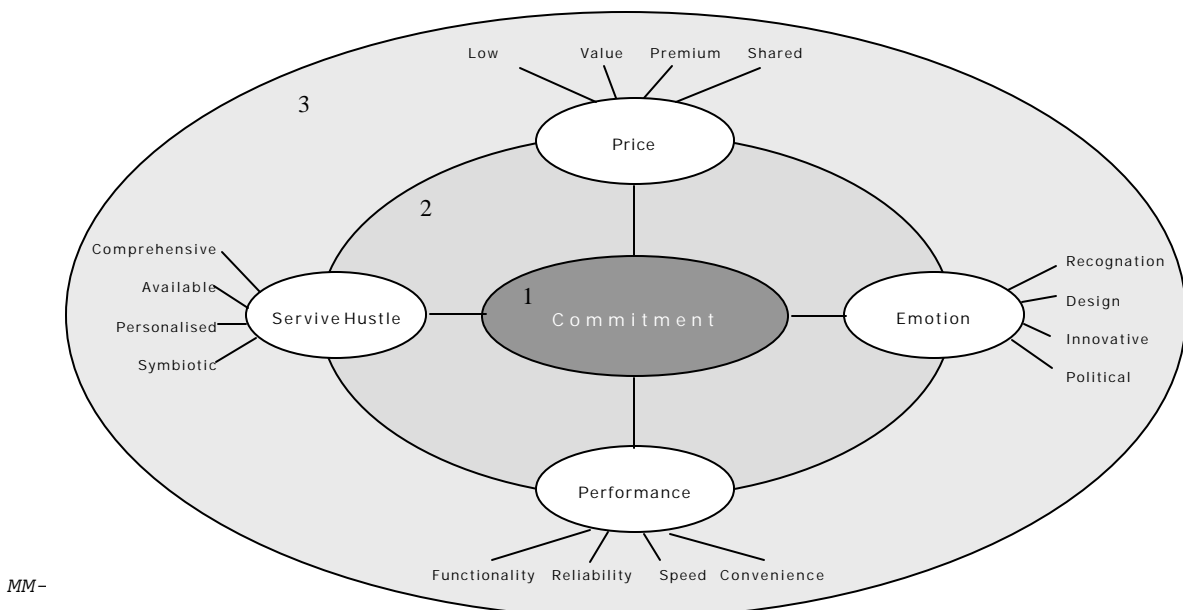 Low Value Premium Shared
3
Price
2
Comprehensive
Available
Personalised
Symbiotic
Servive Hustle
1
Commitment
Emotion
Recognation
Design
Innovative
Political
Performance
Functionality Reliability Speed Convenience
MM-